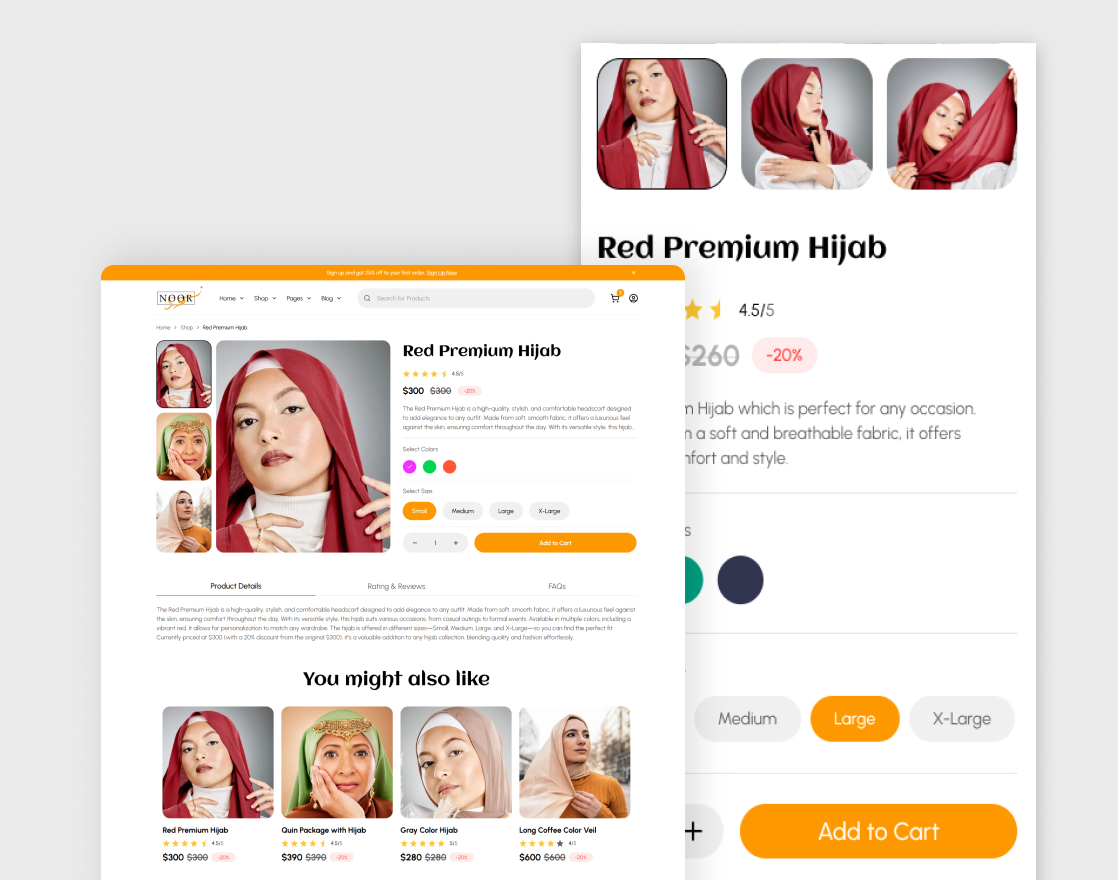 Red Premium Hijab
4.5/5
$260 -20%
Hijab which is perfect for any occasion.
a soft and breathable fabric, it offers
and style.
Medium Large X-Large
+ Add to Cart
Sign up and get 25% off to your first order. Sign Up Now
NOOR Home Shop Pages Blog Search for Products
Home > Shop > Red Premium Hijab
Red Premium Hijab
4.5/5
$300 $300 -20%
The Red Premium Hijab is a high-quality, stylish, and comfortable headscarf designed
to add elegance to any outfit. Made from soft, smooth fabric, it offers a luxurious feel
against the skin, ensuring comfort throughout the day. With its versatile style, this hijab..
Select Colors
Select Size
Small Medium Large X-Large
− 1 + Add to Cart
Product Details Rating & Reviews FAQs
The Red Premium Hijab is a high-quality, stylish, and comfortable headscarf designed to add elegance to any outfit. Made from soft, smooth fabric, it offers a luxurious feel against
the skin, ensuring comfort throughout the day. With its versatile style, this hijab suits various occasions, from casual outings to formal events. Available in multiple colors, including a
vibrant red, it allows for personalization to match any wardrobe. The hijab is offered in different sizes—Small, Medium, Large, and X-Large—so you can find the perfect fit.
Currently priced at $300 (with a 20% discount from the original $300), it's a valuable addition to any hijab collection, blending quality and fashion effortlessly.
You might also like
Red Premium Hijab Quin Package with Hijab Gray Color Hijab Long Coffee Color Veil
4.5/5 4.5/5 5/5 4/5
$300 $300 -20% $390 $390 -20% $280 $280 -20% $600 $600 -20%